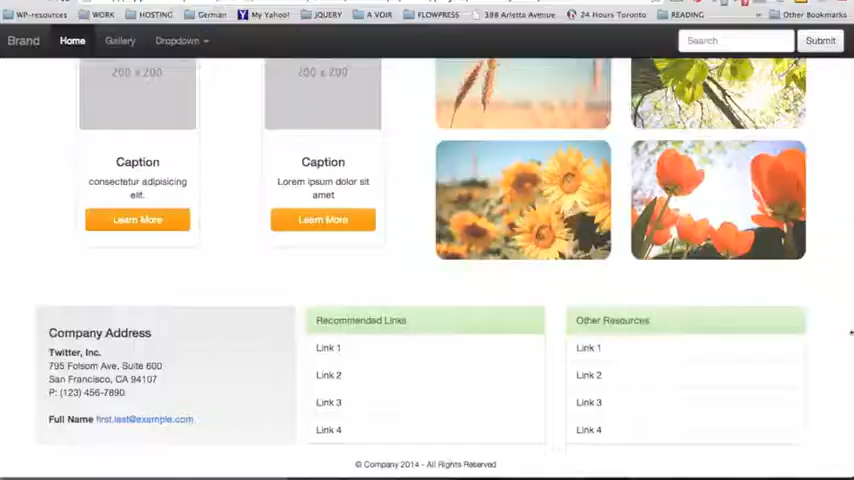 WP-resources WORK HOSTING German My Yahoo! jQUERY A VOIR FLOWPRESS 388 Arletta Avenue 24 Hours Toronto READING Other Bookmarks
Brand Home Gallery Dropdown Search Submit
200 x 200 200 x 200
Caption Caption
consectetur adipisicing Lorem ipsum dolor sit
elit. amet
Learn More Learn More
Company Address
Twitter, Inc.
795 Folsom Ave, Suite 600
San Francisco, CA 94107
P: (123) 456-7890
Full Name first.last@example.com
Recommended Links
Link 1
Link 2
Link 3
Link 4
Other Resources
Link 1
Link 2
Link 3
Link 4
© Company 2014 - All Rights Reserved